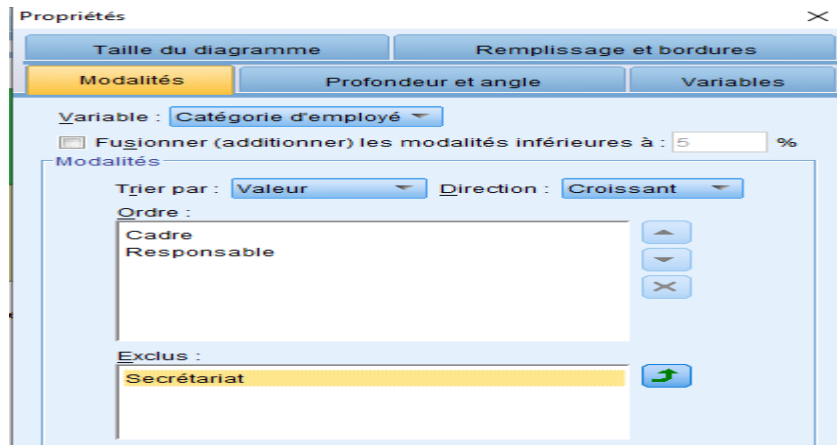 Propriétés
Taille du diagramme Remplissage et bordures
Modalités Profondeur et angle Variables
Variable : Catégorie d'employé
Fusionner (additionner) les modalités inférieures à : 5 %
Modalités
Trier par : Valeur Direction : Croissant
Ordre :
Cadre
Responsable
Exclus :
Secrétariat